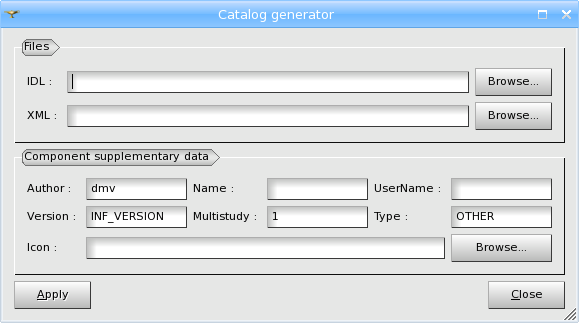 Catalog generator
Files
IDL : Browse...
XML : Browse...
Component supplementary data
Author : dmv Name : UserName :
Version : INF_VERSION Multistudy : 1 Type : OTHER
Icon : Browse...
Apply Close